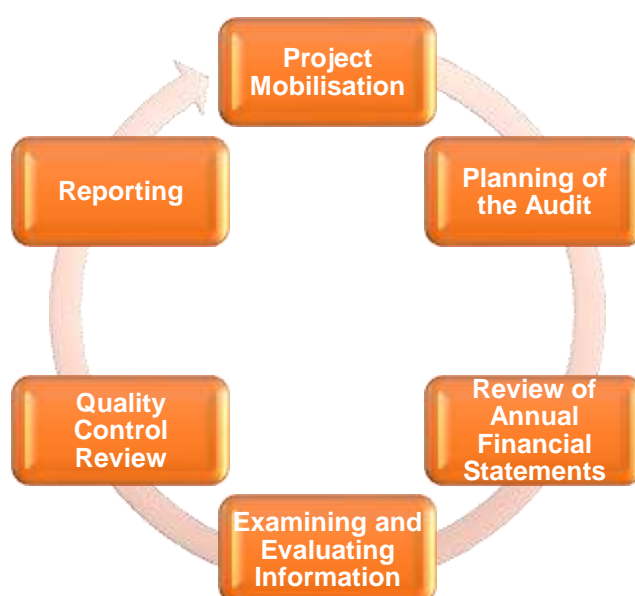 Project
Mobilisation
Planning of
the Audit
Review of
Annual
Financial
Statements
Examining and
Evaluating
Information
Quality
Control
Review
Reporting